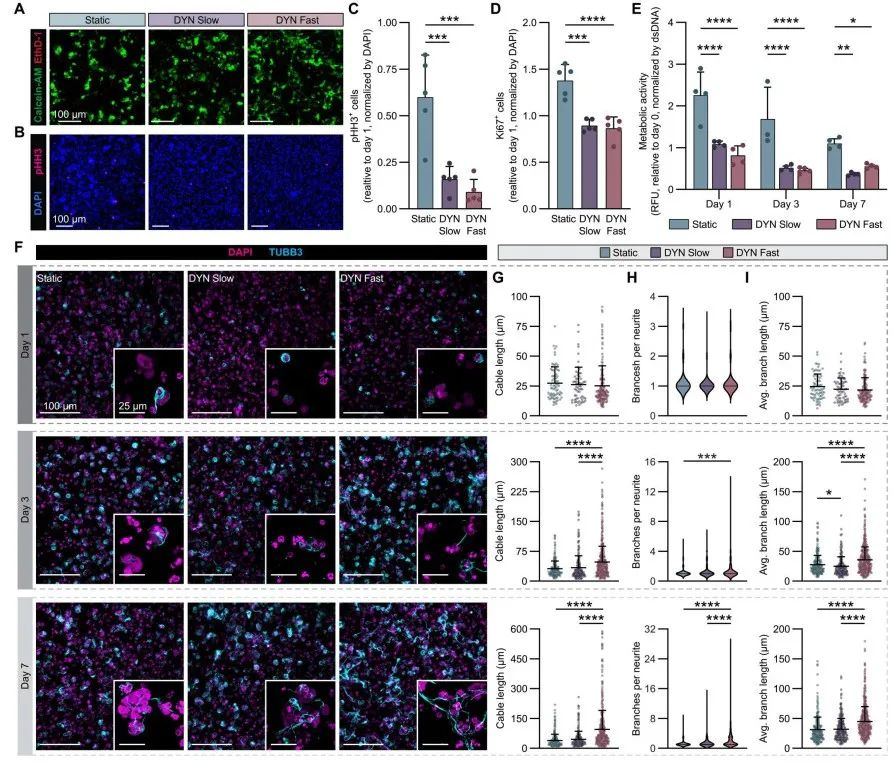 A
Static
DYN Slow
DYN Fast
Calcein-AM EthD-1
100 μm
B
DAPI pHH3
100 μm
C
pHH3+ cells
(realtive to day 1, normalized by DAPI)
1.00
0.75
0.50
0.25
0.00
***
***
Static
DYN Slow
DYN Fast
D
Ki67+ cells
(relative to day 1, normalized by DAPI)
2.0
1.5
1.0
0.5
0.0
****
***
Static
DYN Slow
DYN Fast
E
Metabolic activity
(RFU, relative to day 0, normalized by dsDNA)
4
3
2
1
0
****
****
****
****
*
**
Day 1
Day 3
Day 7
Static
DYN Slow
DYN Fast
F
DAPI TUBB3
Static
DYN Slow
DYN Fast
Day 1
100 μm
25 μm
Day 3
Day 7
Static
DYN Slow
DYN Fast
G
Cable length (μm)
100
75
50
25
0
H
Brancesh per neurite
4
3
2
1
0
I
Avg. branch length (μm)
100
75
50
25
0
Cable length (μm)
300
225
150
75
0
****
****
Branches per neurite
16
12
8
4
0
***
Avg. branch length (μm)
200
150
100
50
0
****
****
*
Cable length (μm)
600
450
300
150
0
****
****
Branches per neurite
32
24
16
8
0
****
****
Avg. branch length (μm)
200
150
100
50
0
****
****